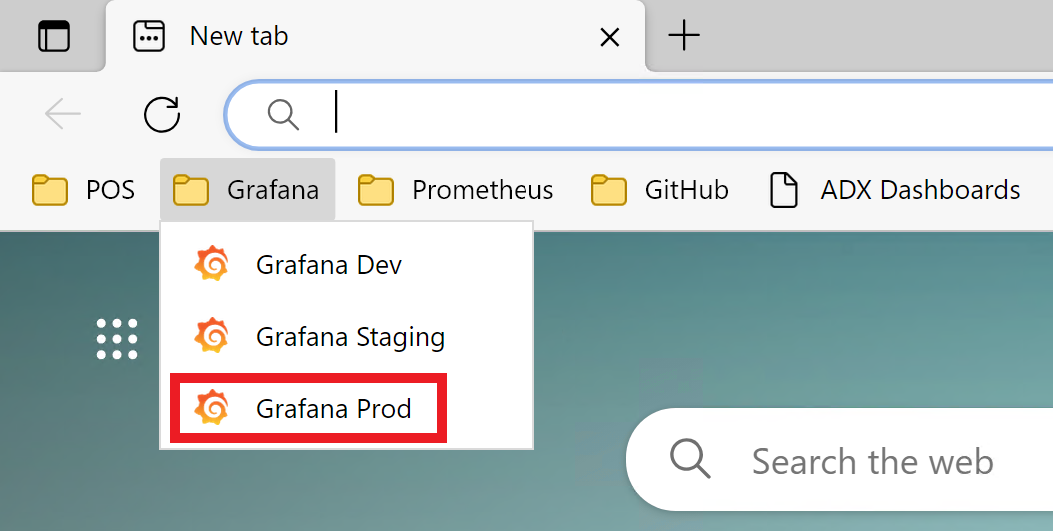 New tab
POS Grafana Prometheus GitHub ADX Dashboards
Grafana Dev
Grafana Staging
Grafana Prod
Search the web